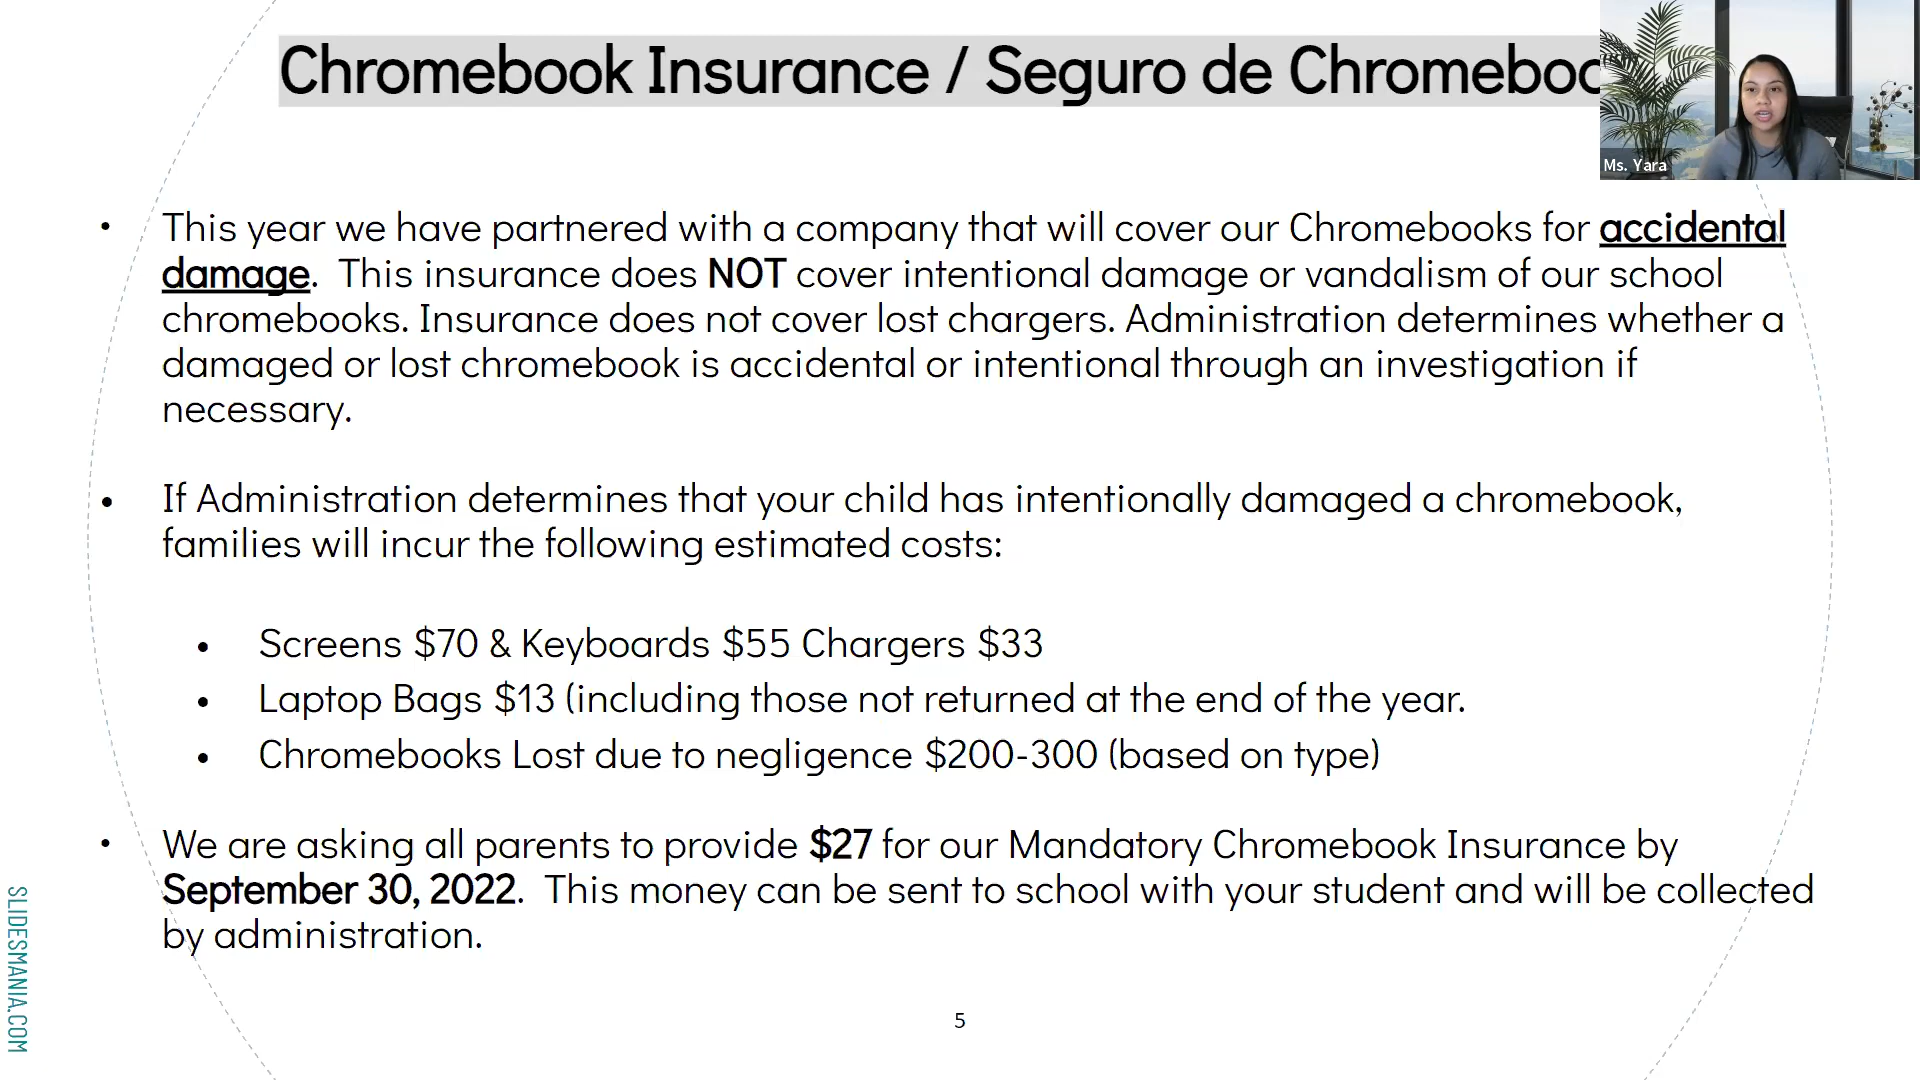 Chromebook Insurance / Seguro de
Ms. Yara
• This year we have partnered with a company that will cover our Chromebooks for accidental
damage. This insurance does NOT cover intentional damage or vandalism of our school
chromebooks. Insurance does not cover lost chargers. Administration determines whether a
damaged or lost chromebook is accidental or intentional through an investigation if
necessary.
• If Administration determines that your child has intentionally damaged a chromebook,
families will incur the following estimated costs:
• Screens $70 & Keyboards $55 Chargers $33
• Laptop Bags $13 (including those not returned at the end of the year.
• Chromebooks Lost due to negligence $200-300 (based on type)
• We are asking all parents to provide $27 for our Mandatory Chromebook Insurance by
September 30, 2022. This money can be sent to school with your student and will be collected
by administration.
5
SLIDESMANIA.COM